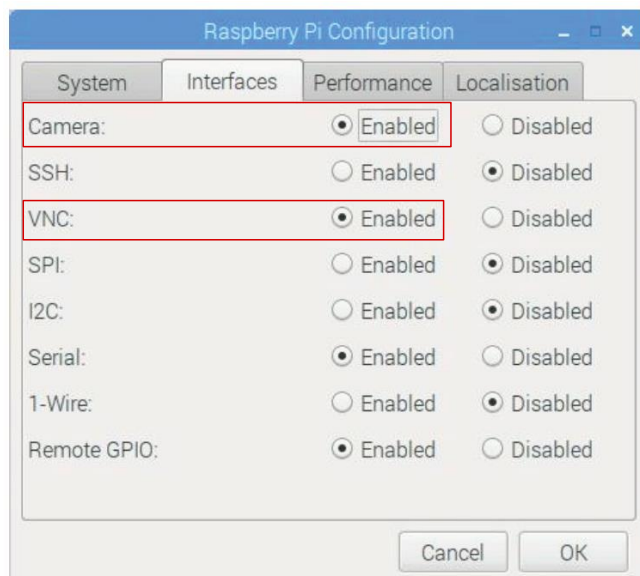 Raspberry Pi Configuration
System Interfaces Performance Localisation
Camera: Enabled Disabled
SSH: Enabled Disabled
VNC: Enabled Disabled
SPI: Enabled Disabled
I2C: Enabled Disabled
Serial: Enabled Disabled
1-Wire: Enabled Disabled
Remote GPIO: Enabled Disabled
Cancel OK